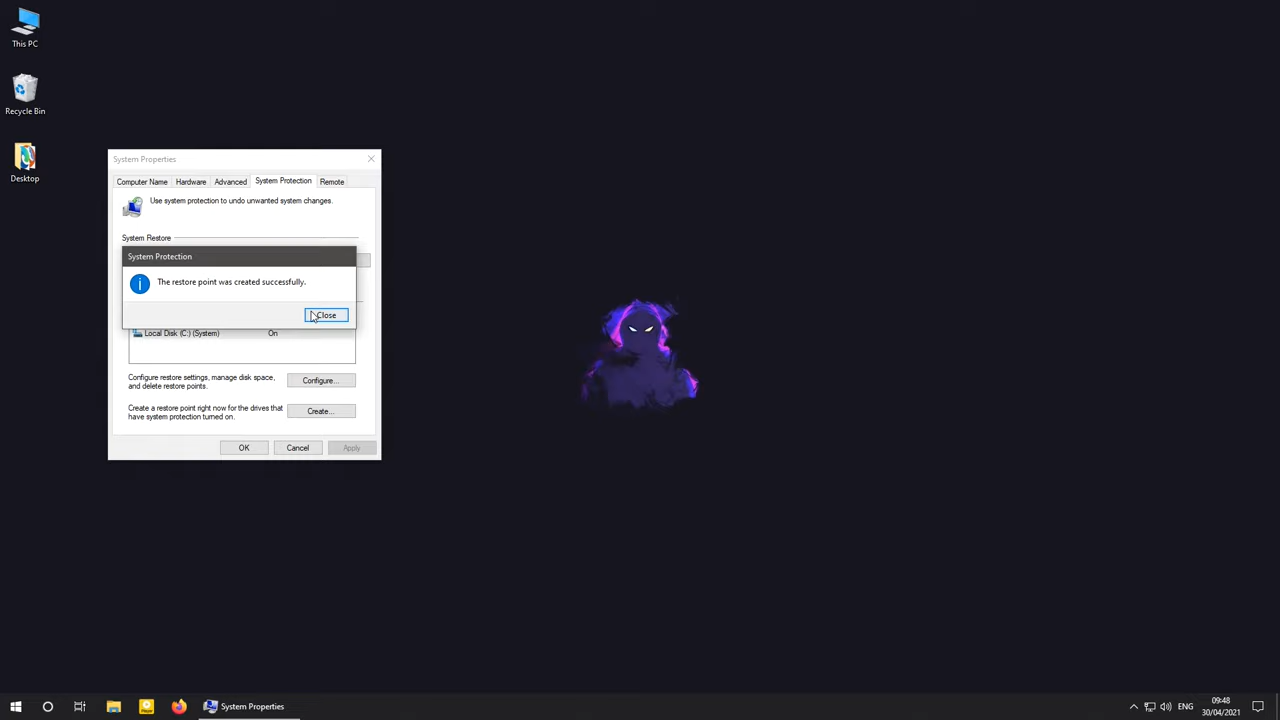 This PC
Recycle Bin
Desktop
System Properties
Computer Name Hardware Advanced System Protection Remote
Use system protection to undo unwanted system changes.
System Restore
System Protection
The restore point was created successfully.
Close
Local Disk (C:) (System) On
Configure restore settings, manage disk space,
and delete restore points.
Configure...
Create a restore point right now for the drives that
have system protection turned on.
Create...
OK Cancel Apply
Player
System Properties
ENG
09:48
30/04/2021